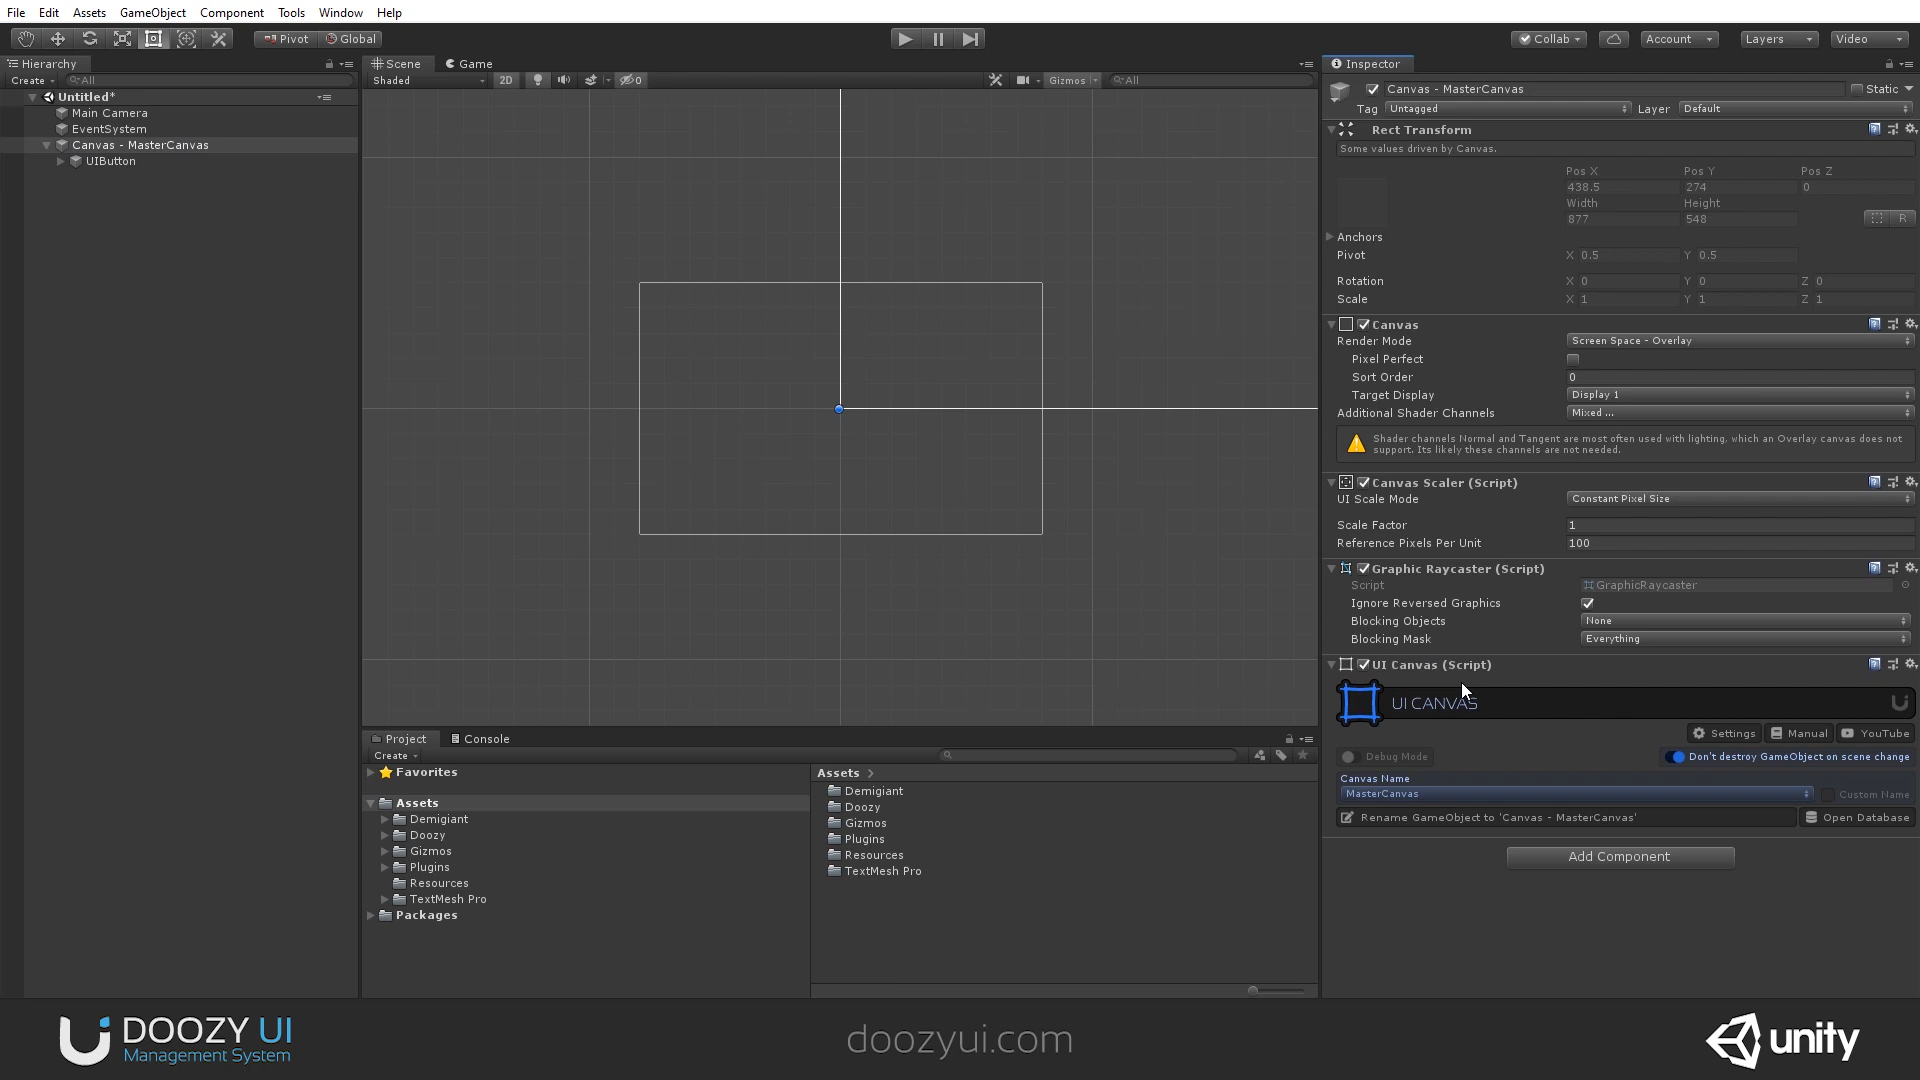 File Edit Assets GameObject Component Tools Window Help
Pivot Global Collab Account Layers Video
Hierarchy
Create All
Untitled*
Main Camera
EventSystem
Canvas - MasterCanvas
UIButton
Scene Game
Shaded 2D 0 Gizmos All
Project Console
Create
Favorites
Assets
Demigiant
Doozy
Gizmos
Plugins
Resources
TextMesh Pro
Packages
Assets
Demigiant
Doozy
Gizmos
Plugins
Resources
TextMesh Pro
Inspector
Canvas - MasterCanvas Static
Tag Untagged Layer Default
Rect Transform
Some values driven by Canvas.
Pos X Pos Y Pos Z
438.5 274 0
Width Height
877 548
R
Anchors
Pivot X 0.5 Y 0.5
Rotation X 0 Y 0 Z 0
Scale X 1 Y 1 Z 1
Canvas
Render Mode Screen Space - Overlay
Pixel Perfect
Sort Order 0
Target Display Display 1
Additional Shader Channels Mixed ...
Shader channels Normal and Tangent are most often used with lighting, which an Overlay canvas does not
support. Its likely these channels are not needed.
Canvas Scaler (Script)
UI Scale Mode Constant Pixel Size
Scale Factor 1
Reference Pixels Per Unit 100
Graphic Raycaster (Script)
Script GraphicRaycaster
Ignore Reversed Graphics
Blocking Objects None
Blocking Mask Everything
UI Canvas (Script)
UI CANVAS
Settings Manual YouTube
Debug Mode Don't destroy GameObject on scene change
Canvas Name
MasterCanvas Custom Name
Rename GameObject to 'Canvas - MasterCanvas' Open Database
Add Component
DOOZY UI
Management System
doozyui.com
unity